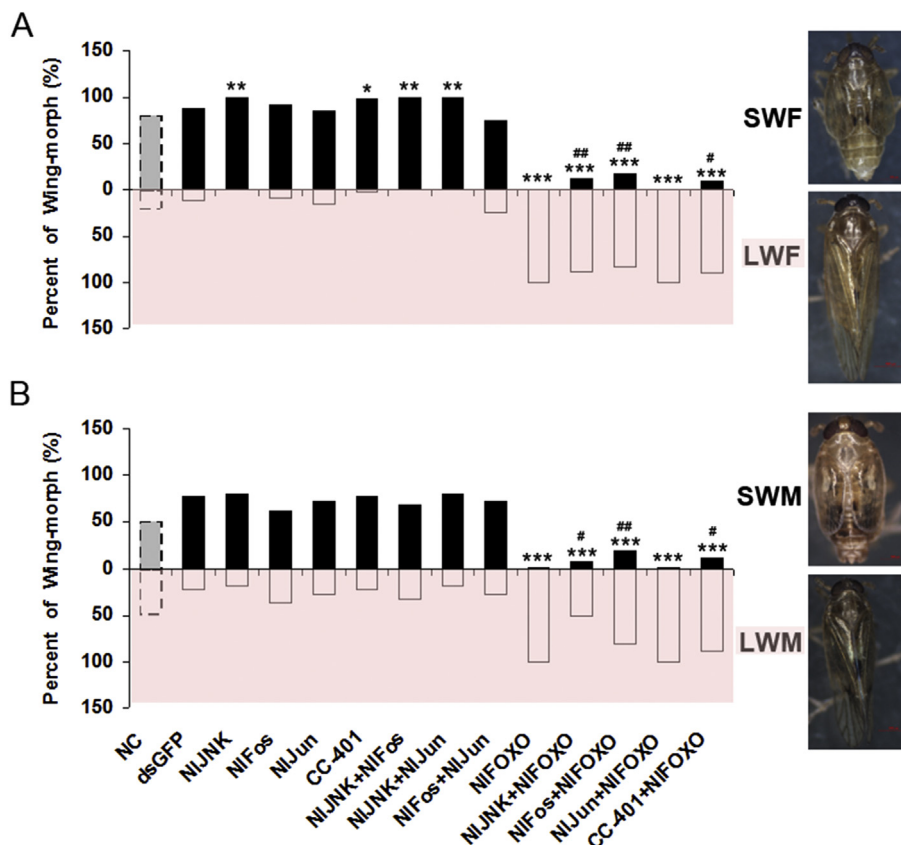 A
Percent of Wing-morph (%)
150
100
50
0
50
100
150
**
*
**
**
***
##
***
##
***
***
#
***
SWF
LWF
B
Percent of Wing-morph (%)
150
100
50
0
50
100
150
***
#
***
##
***
***
#
***
SWM
LWM
NC
dsGFP
NlJNK
NlFos
NlJun
CC-401
NlJNK+NlFos
NlJNK+NlJun
NlFos+NlJun
NlFOXO
NlJNK+NlFOXO
NlFos+NlFOXO
NlJun+NlFOXO
CC-401+NlFOXO